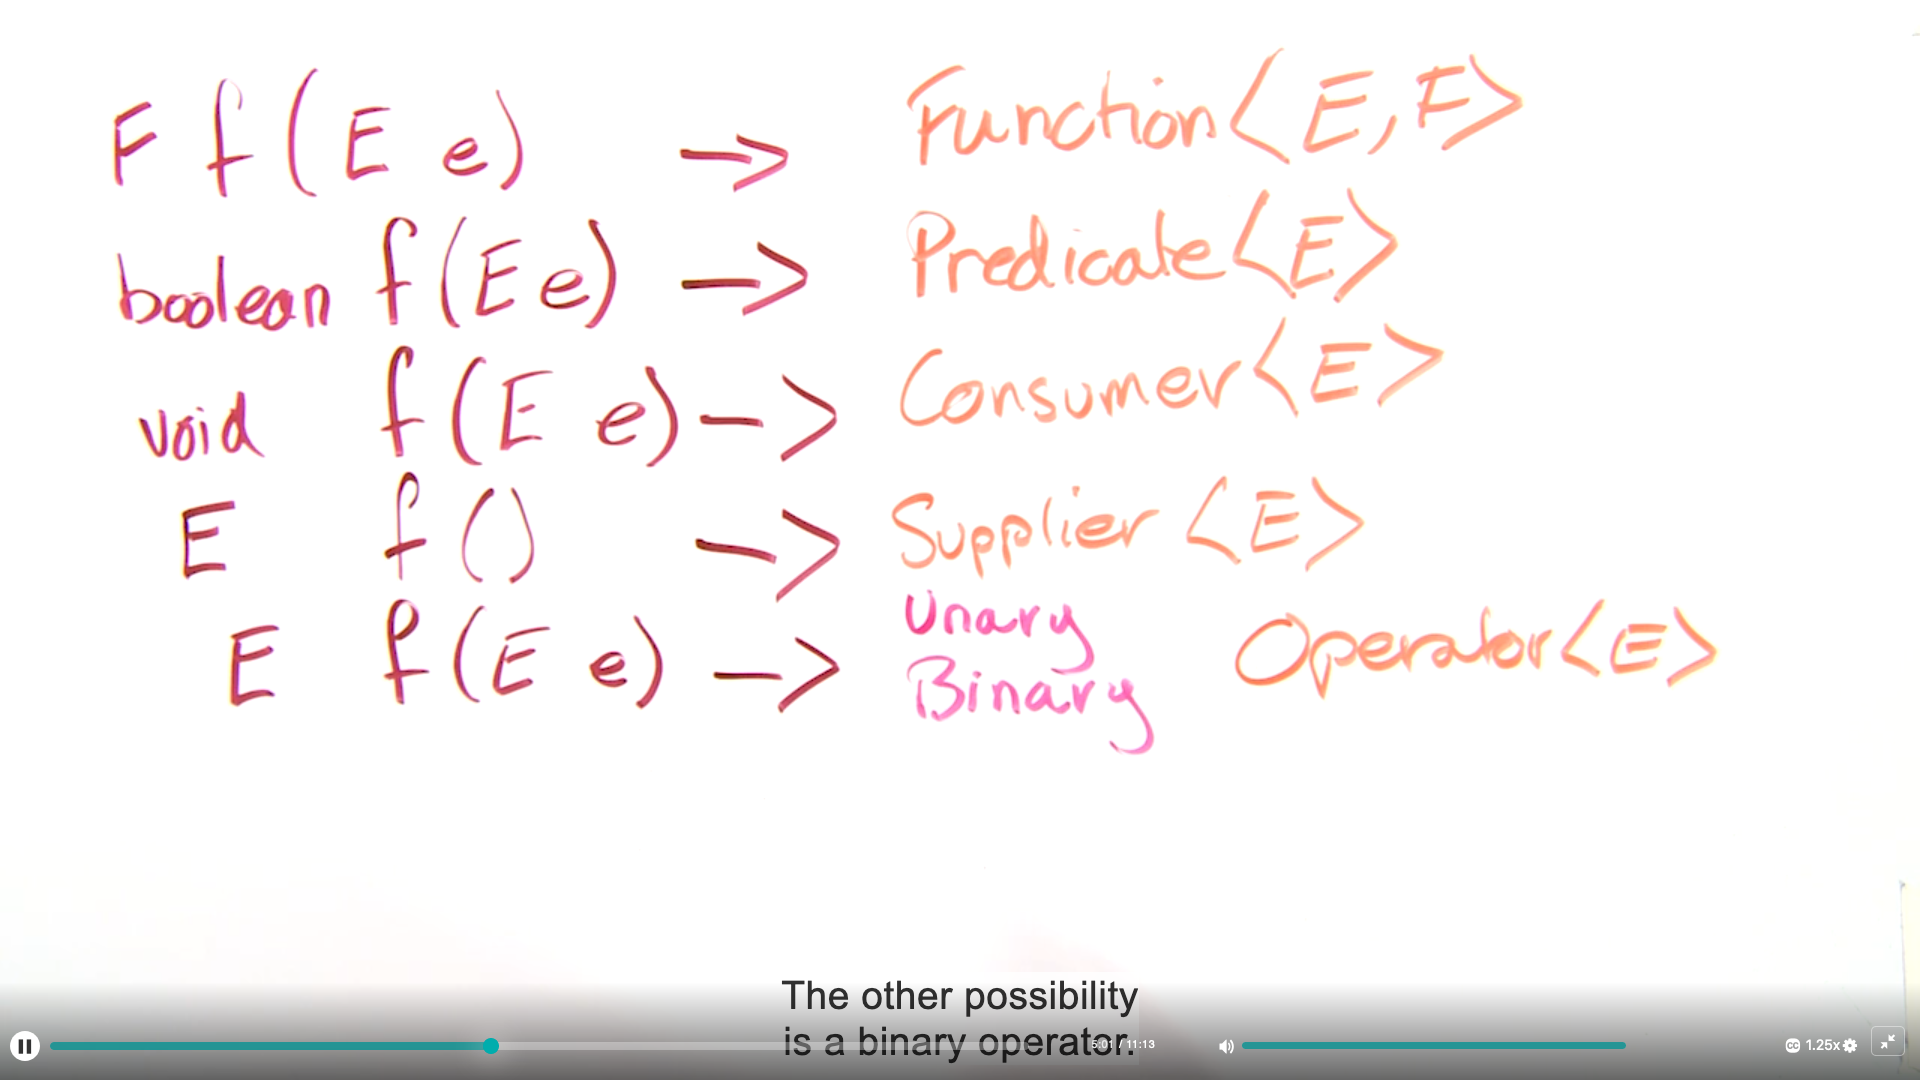 F f(E e) -> Function<E, F>
boolean f(E e) -> Predicate<E>
void f(E e) -> Consumer<E>
E f() -> Supplier <E>
E f(E e) -> Unary Operator<E>
Binary
The other possibility
is a binary operator.
5:01 / 11:13
CC 1.25x